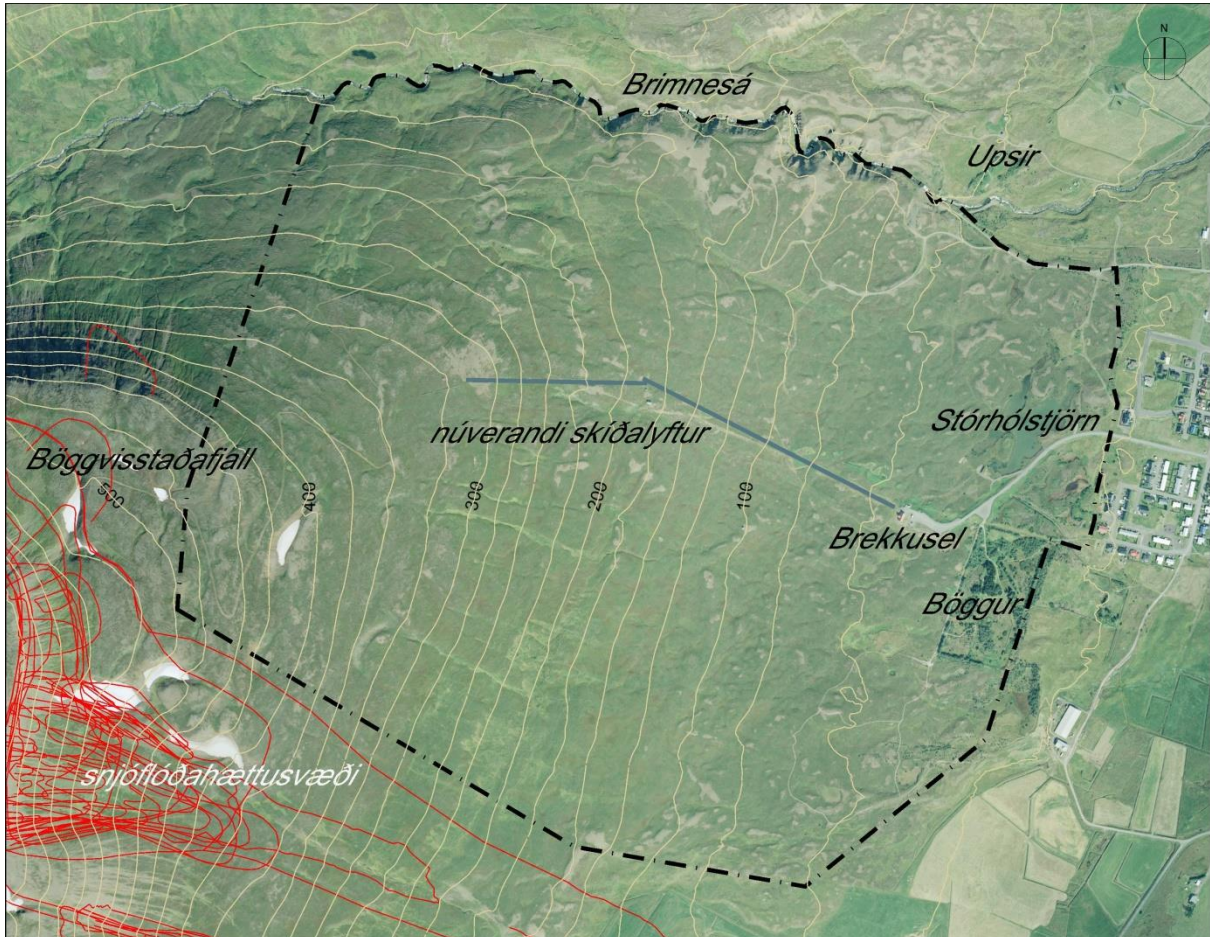 N
Brimnesá
Upsir
Stórhólstjörn
núverandi skíðalyftur
Böggvisstaðafjall
500
400
300
200
100
Brekkusel
Böggur
snjóflóðahættusvæði